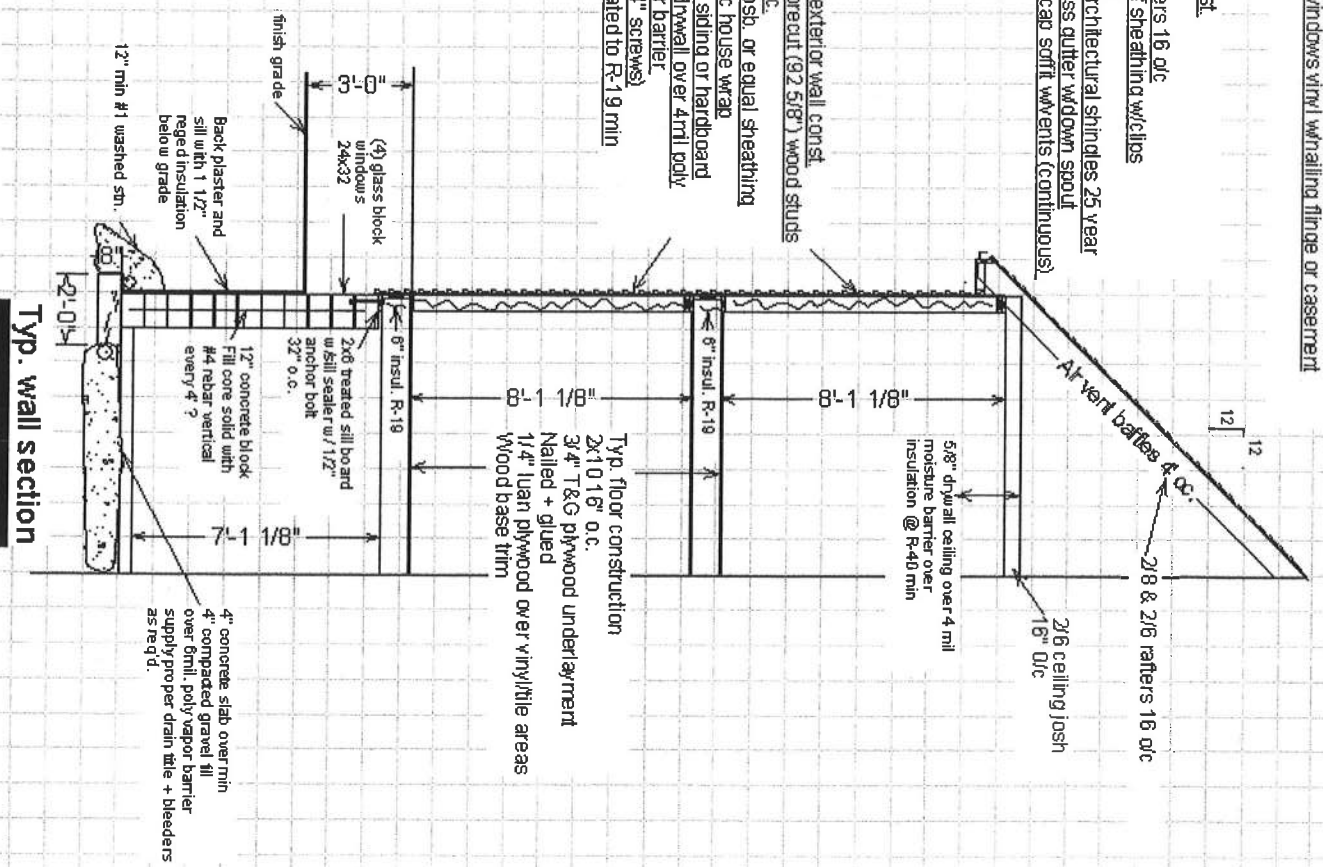 windows vinyl w/nailing flinge or casement
st.
ers 16 o/c
f sheathing w/clips
rchitectural shingles 25 year
ss gutter w/down spout
cap soffit w/vents (continuous)
exterior wall const.
precut (92 5/8") wood studs
c.
osb. or equal sheathing
c house wrap
siding or hardboard
drywall over 4mil poly
r barrier
" screws)
ated to R-19 min
12
12
Air vent baffles 4' oc.
2/8 & 2/6 rafters 16 o/c
2/6 ceiling josh
16" 0/c
5/8" drywall ceiling over 4 mil
moisture barrier over
insulation @ R-40 min
8'-1 1/8"
6" insul. R-19
8'-1 1/8"
6" insul. R-19
Typ. floor construction
2x10 16" o.c.
3/4" T&G plywood underlayment
Nailed + glued
1/4" luan plywood over vinyl/tile areas
Wood base trim
3'-0"
finish grade
(4) glass block
windows
24x32
2x6 treated sill board
w/sill sealer w/ 1/2"
anchor bolt
32" o.c.
Back plaster and
sill with 1 1/2"
reged insulation
below grade
12" concrete block
Fill core solid with
#4 rebar vertical
every 4' ?
7'-1 1/8"
12" min #1 washed stn.
8"
2'-0"
4" concrete slab over min
4" compacted gravel fill
over 6mil. poly vapor barrier
supply proper drain title + bleeders
as req'd.
Typ. wall section